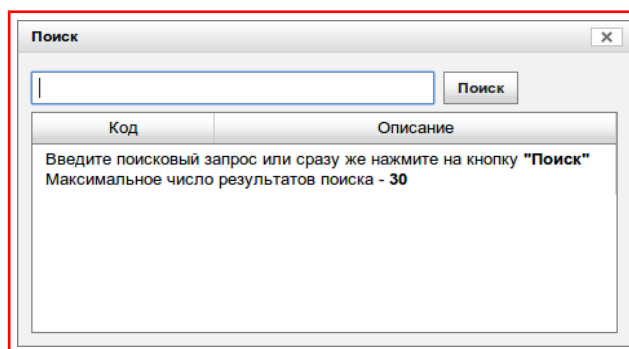 Поиск
Поиск
Код Описание
Введите поисковый запрос или сразу же нажмите на кнопку "Поиск"
Максимальное число результатов поиска - 30